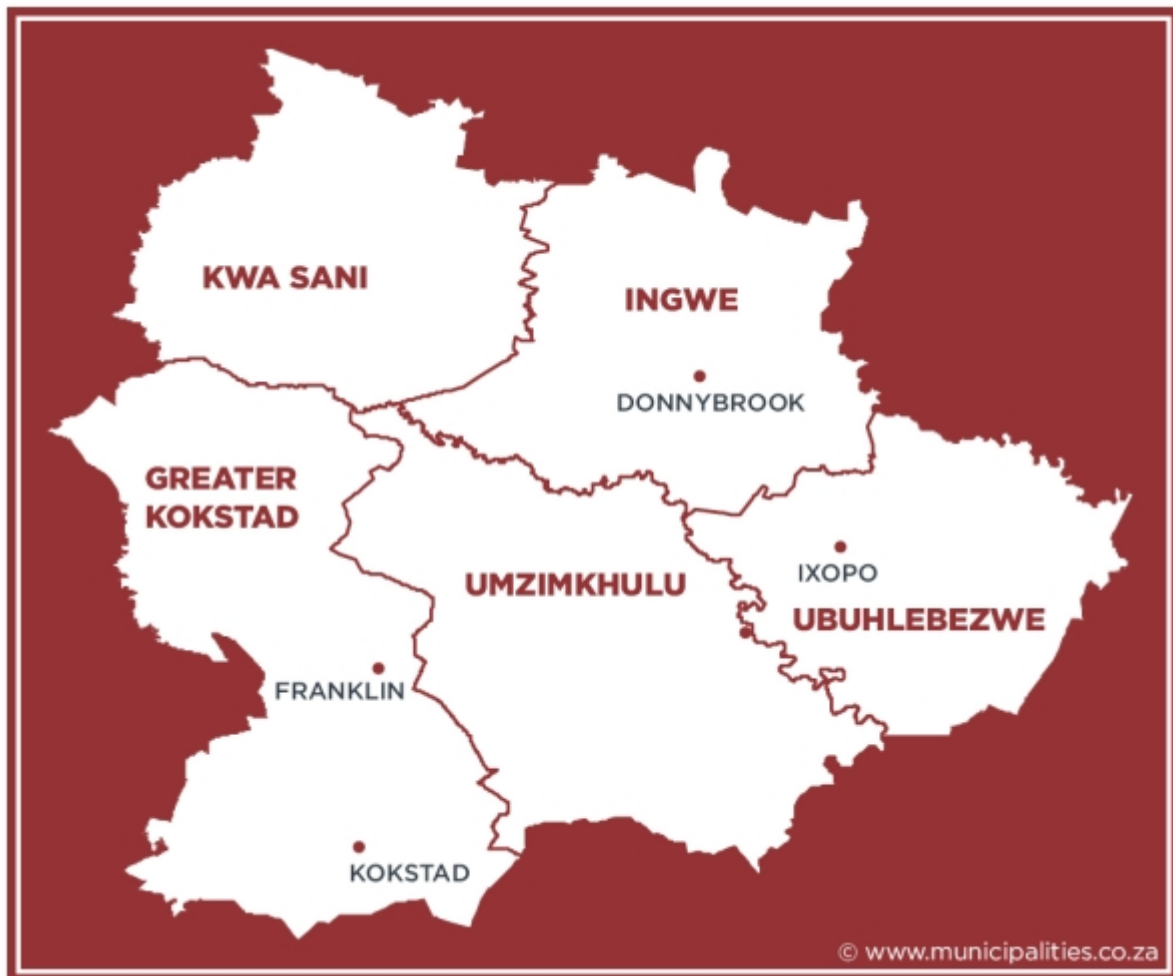 KWA SANI
INGWE
DONNYBROOK
GREATER
KOKSTAD
IXOPO
UMZIMKHULU
UBUHLEBEZWE
FRANKLIN
KOKSTAD
© www.municipalities.co.za